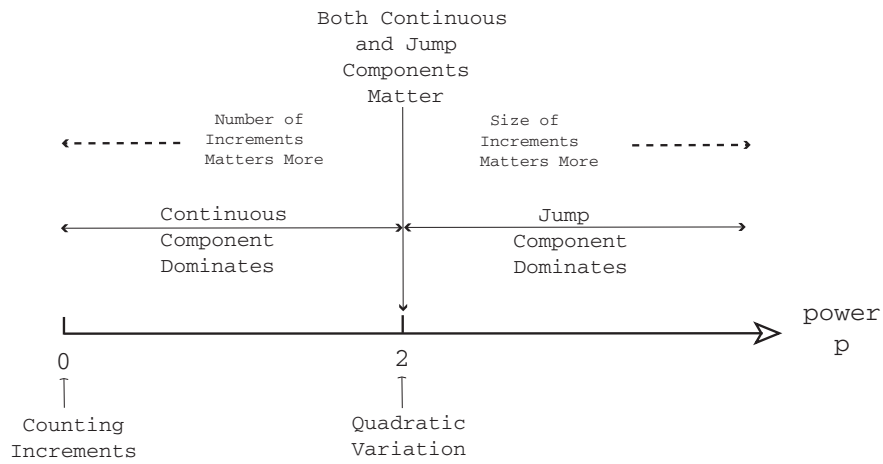 Both Continuous
and Jump
Components
Matter
Number of
Increments
Matters More
Size of
Increments
Matters More
Continuous
Component
Dominates
Jump
Component
Dominates
power
p
0
2
Counting
Increments
Quadratic
Variation